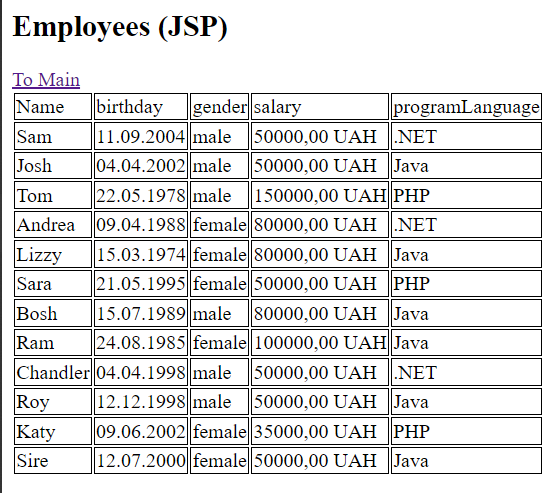 Employees (JSP)
To Main
Name birthday gender salary programLanguage
Sam 11.09.2004 male 50000,00 UAH .NET
Josh 04.04.2002 male 50000,00 UAH Java
Tom 22.05.1978 male 150000,00 UAH PHP
Andrea 09.04.1988 female 80000,00 UAH .NET
Lizzy 15.03.1974 female 80000,00 UAH Java
Sara 21.05.1995 female 50000,00 UAH PHP
Bosh 15.07.1989 male 80000,00 UAH Java
Ram 24.08.1985 female 100000,00 UAH Java
Chandler 04.04.1998 male 50000,00 UAH .NET
Roy 12.12.1998 male 50000,00 UAH Java
Katy 09.06.2002 female 35000,00 UAH PHP
Sire 12.07.2000 female 50000,00 UAH Java